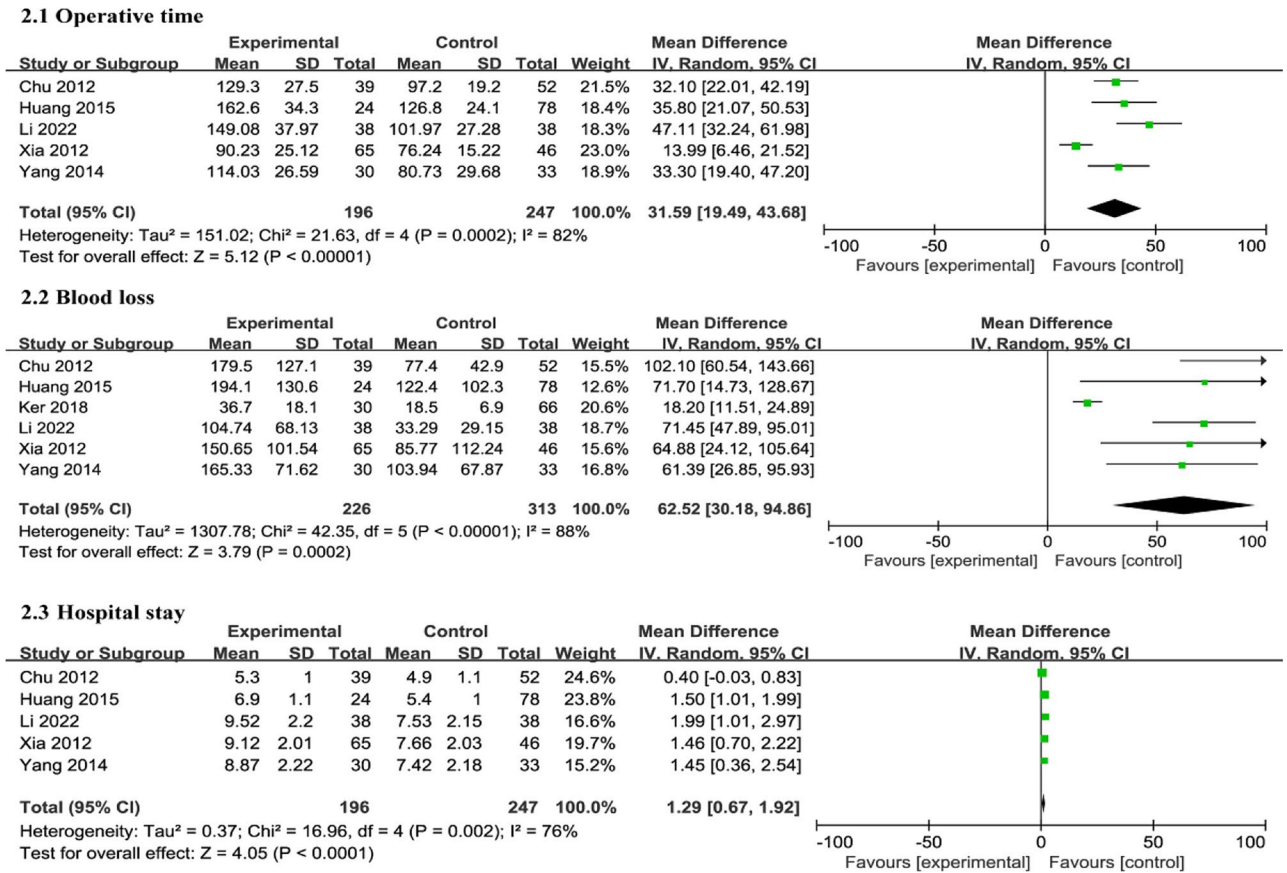 2.1 Operative time
Experimental Control Mean Difference Mean Difference
Study or Subgroup Mean SD Total Mean SD Total Weight IV, Random, 95% CI IV, Random, 95% CI
Chu 2012 129.3 27.5 39 97.2 19.2 52 21.5% 32.10 [22.01, 42.19]
Huang 2015 162.6 34.3 24 126.8 24.1 78 18.4% 35.80 [21.07, 50.53]
Li 2022 149.08 37.97 38 101.97 27.28 38 18.3% 47.11 [32.24, 61.98]
Xia 2012 90.23 25.12 65 76.24 15.22 46 23.0% 13.99 [6.46, 21.52]
Yang 2014 114.03 26.59 30 80.73 29.68 33 18.9% 33.30 [19.40, 47.20]
Total (95% CI) 196 247 100.0% 31.59 [19.49, 43.68]
Heterogeneity: Tau² = 151.02; Chi² = 21.63, df = 4 (P = 0.0002); I² = 82%
Test for overall effect: Z = 5.12 (P < 0.00001)
-100 -50 0 50 100
Favours [experimental] Favours [control]
2.2 Blood loss
Experimental Control Mean Difference Mean Difference
Study or Subgroup Mean SD Total Mean SD Total Weight IV, Random, 95% CI IV, Random, 95% CI
Chu 2012 179.5 127.1 39 77.4 42.9 52 15.5% 102.10 [60.54, 143.66]
Huang 2015 194.1 130.6 24 122.4 102.3 78 12.6% 71.70 [14.73, 128.67]
Ker 2018 36.7 18.1 30 18.5 6.9 66 20.6% 18.20 [11.51, 24.89]
Li 2022 104.74 68.13 38 33.29 29.15 38 18.7% 71.45 [47.89, 95.01]
Xia 2012 150.65 101.54 65 85.77 112.24 46 15.6% 64.88 [24.12, 105.64]
Yang 2014 165.33 71.62 30 103.94 67.87 33 16.8% 61.39 [26.85, 95.93]
Total (95% CI) 226 313 100.0% 62.52 [30.18, 94.86]
Heterogeneity: Tau² = 1307.78; Chi² = 42.35, df = 5 (P < 0.00001); I² = 88%
Test for overall effect: Z = 3.79 (P = 0.0002)
-100 -50 0 50 100
Favours [experimental] Favours [control]
2.3 Hospital stay
Experimental Control Mean Difference Mean Difference
Study or Subgroup Mean SD Total Mean SD Total Weight IV, Random, 95% CI IV, Random, 95% CI
Chu 2012 5.3 1 39 4.9 1.1 52 24.6% 0.40 [-0.03, 0.83]
Huang 2015 6.9 1.1 24 5.4 1 78 23.8% 1.50 [1.01, 1.99]
Li 2022 9.52 2.2 38 7.53 2.15 38 16.6% 1.99 [1.01, 2.97]
Xia 2012 9.12 2.01 65 7.66 2.03 46 19.7% 1.46 [0.70, 2.22]
Yang 2014 8.87 2.22 30 7.42 2.18 33 15.2% 1.45 [0.36, 2.54]
Total (95% CI) 196 247 100.0% 1.29 [0.67, 1.92]
Heterogeneity: Tau² = 0.37; Chi² = 16.96, df = 4 (P = 0.002); I² = 76%
Test for overall effect: Z = 4.05 (P < 0.0001)
-100 -50 0 50 100
Favours [experimental] Favours [control]